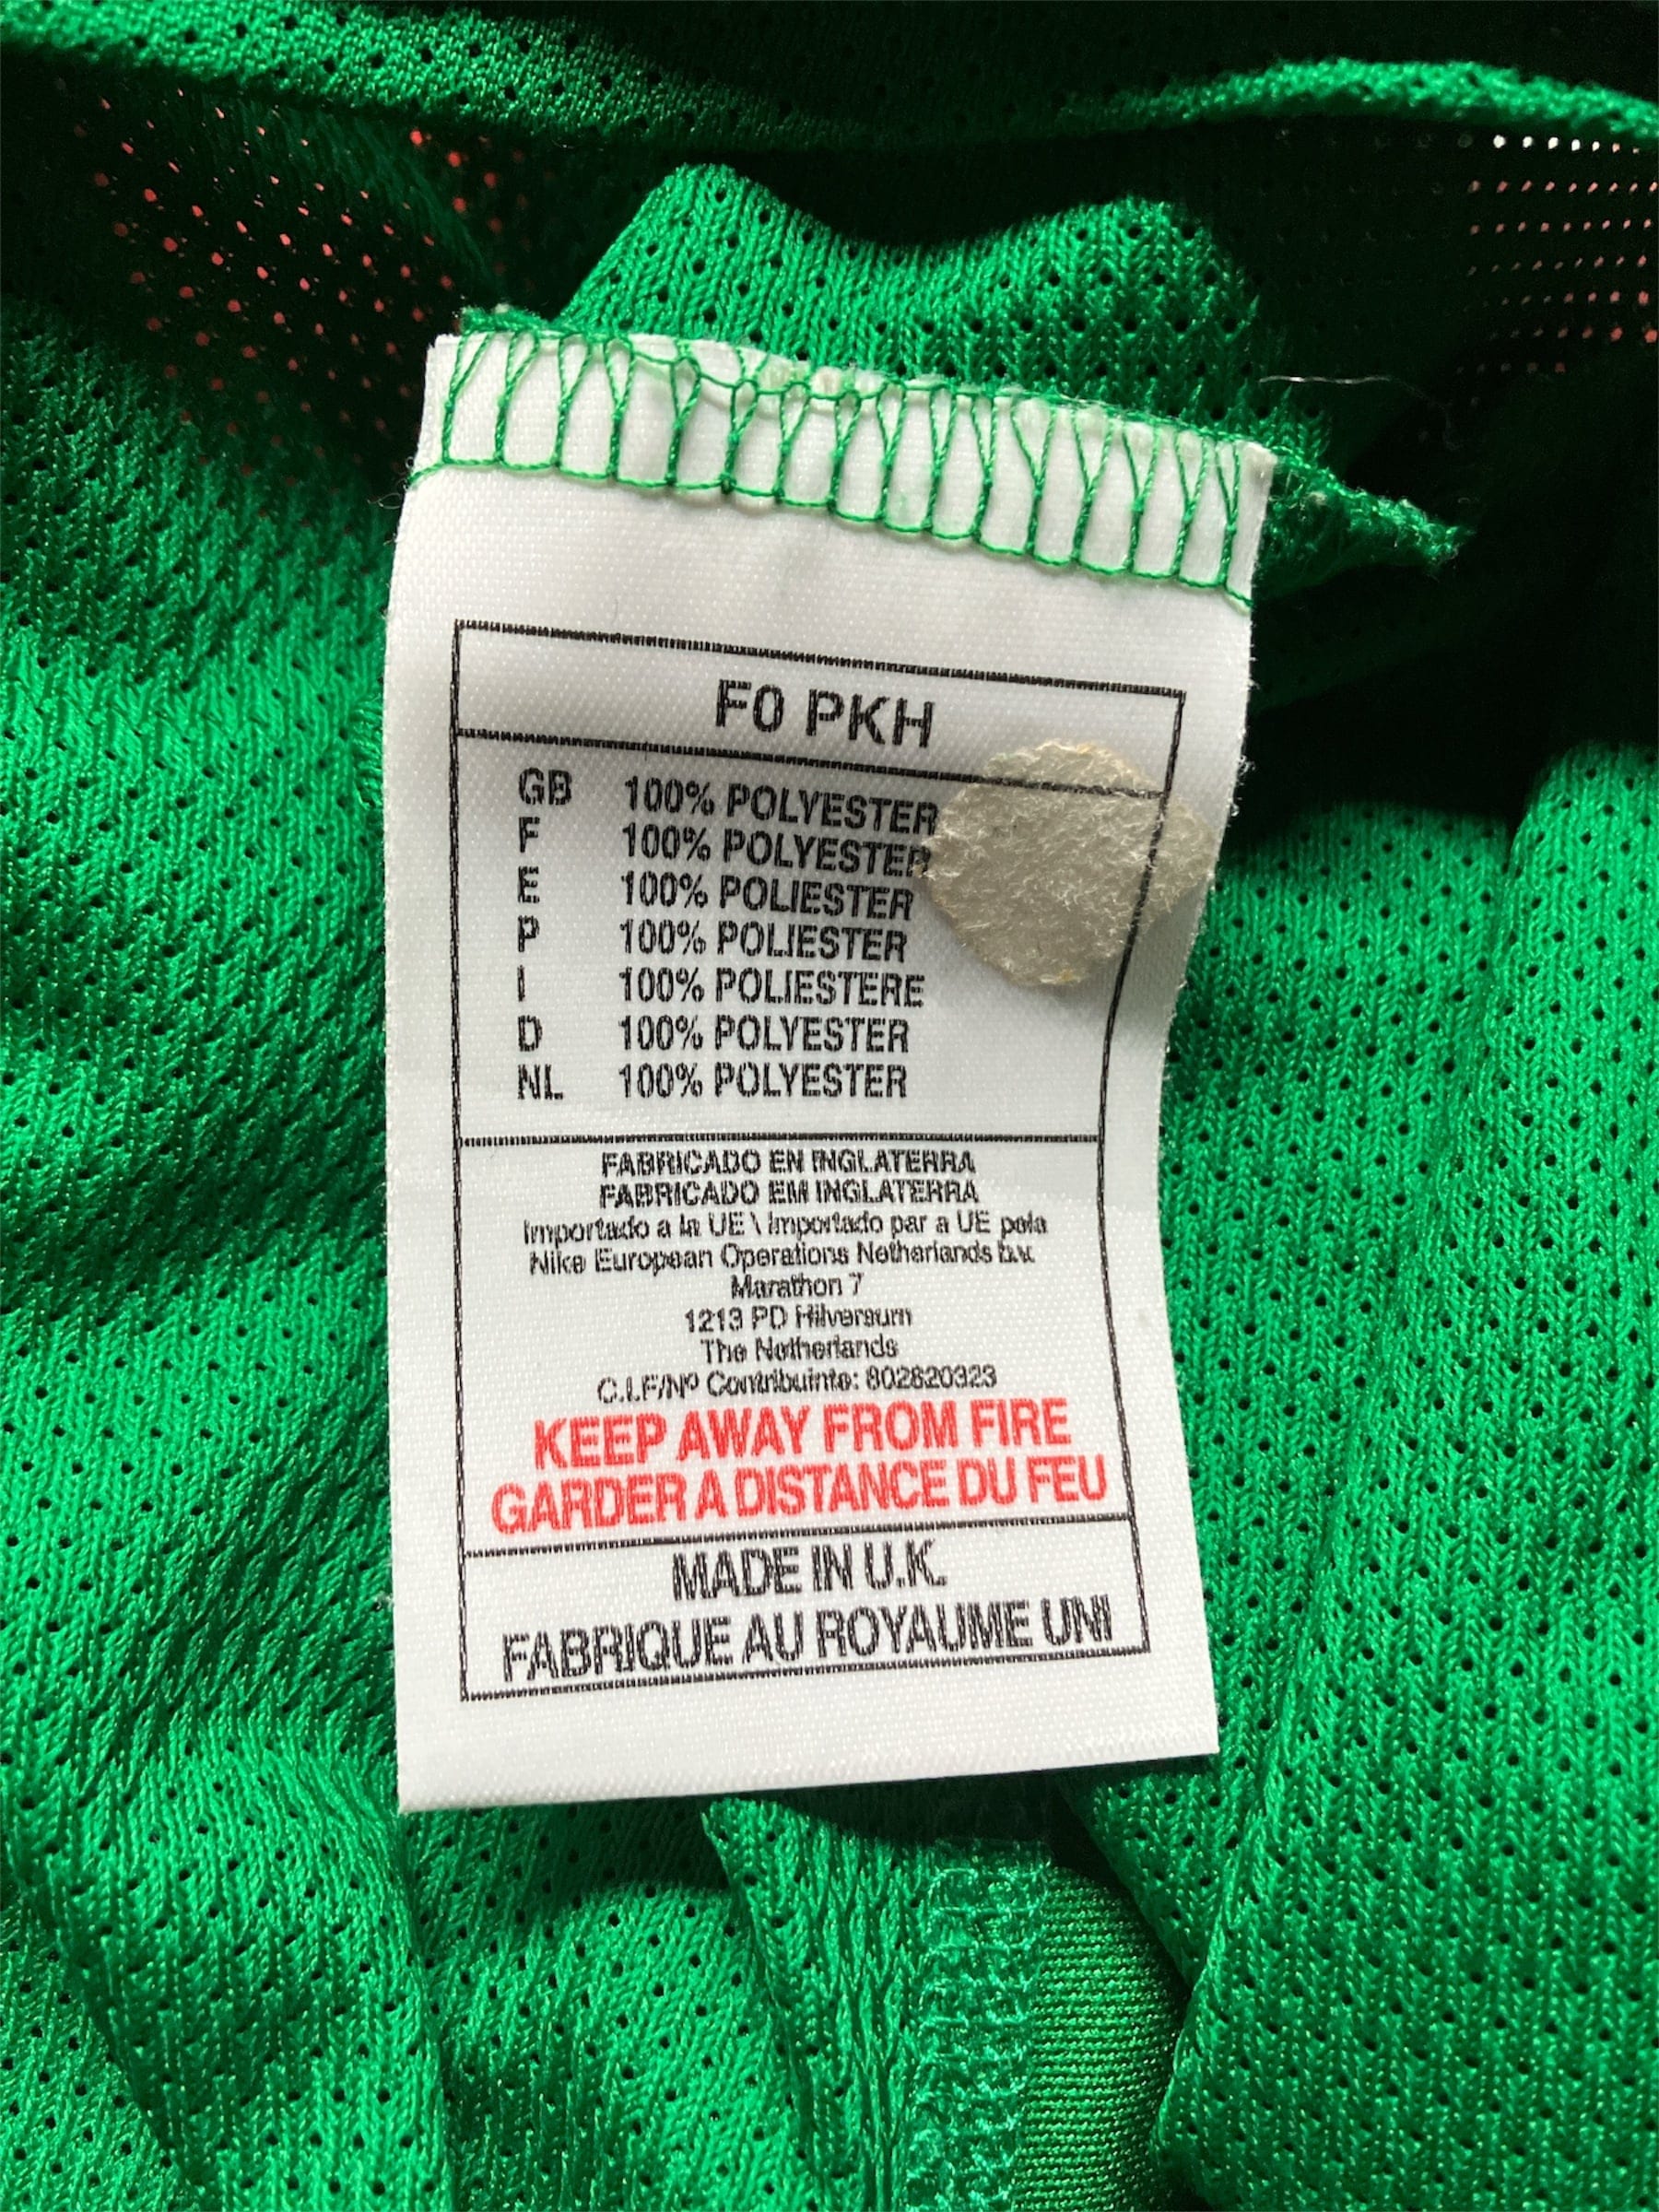 F0 PKH
GB 100% POLYESTER
F 100% POLYESTER
E 100% POLIESTER
P 100% POLIESTER
I 100% POLIESTERE
D 100% POLYESTER
NL 100% POLYESTER
FABRICADO EN INGLATERRA
FABRICADO EM INGLATERRA
Importado a la UE \ Importado par a UE pela
Nike European Operations Netherlands b.v.
Marathon 7
1213 PD Hilversum
The Netherlands
C.I.F/Nº Contribuinte: 802820323
KEEP AWAY FROM FIRE
GARDER A DISTANCE DU FEU
MADE IN U.K.
FABRIQUE AU ROYAUME UNI